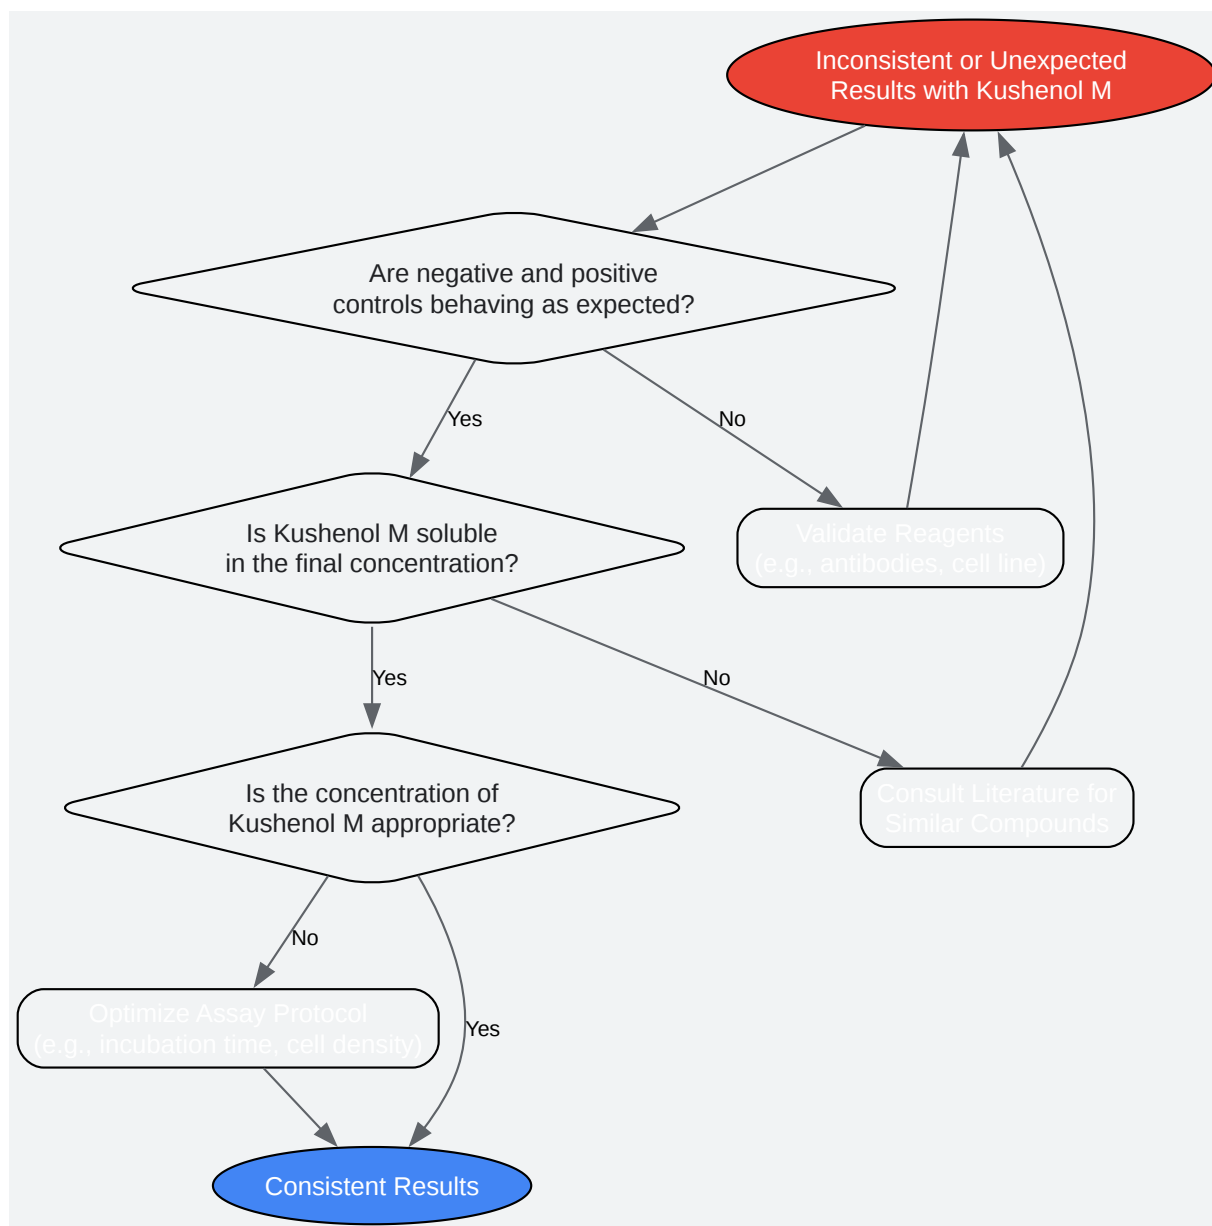 Inconsistent or Unexpected
Results with Kushenol M
Are negative and positive
controls behaving as expected?
Yes
No
Is Kushenol M soluble
in the final concentration?
Validate Reagents
(e.g., antibodies, cell line)
Yes
No
Is the concentration of
Kushenol M appropriate?
Consult Literature for
Similar Compounds
No
Optimize Assay Protocol
(e.g., incubation time, cell density)
Yes
Consistent Results